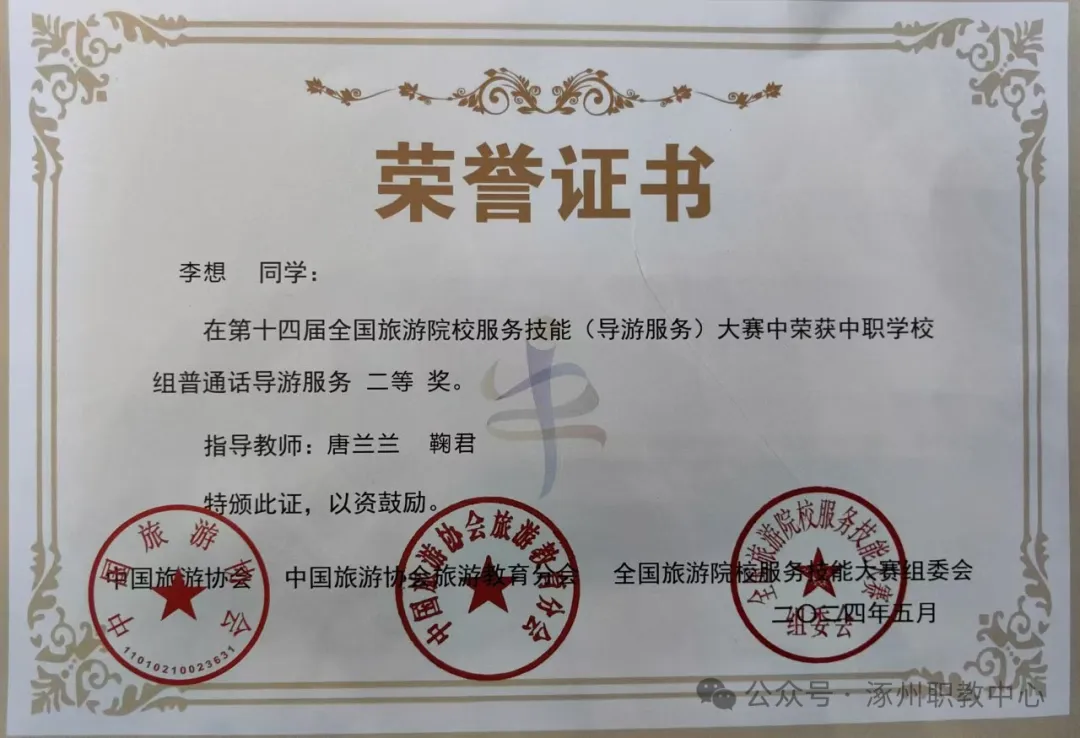 荣誉证书
李想 同学:
在第十四届全国旅游院校服务技能(导游服务)大赛中荣获中职学校
组普通话导游服务 二等 奖。
指导教师:唐兰兰 鞠君
特颁此证,以资鼓励。
中国旅游协会 中国旅游协会旅游教育分会 全国旅游院校服务技能大赛组委会
二〇二四年五月
中国旅游协会
11010210023631
中国旅游协会旅游教育分会
全国旅游院校服务技能大赛
组委会
公众号·涿州职教中心